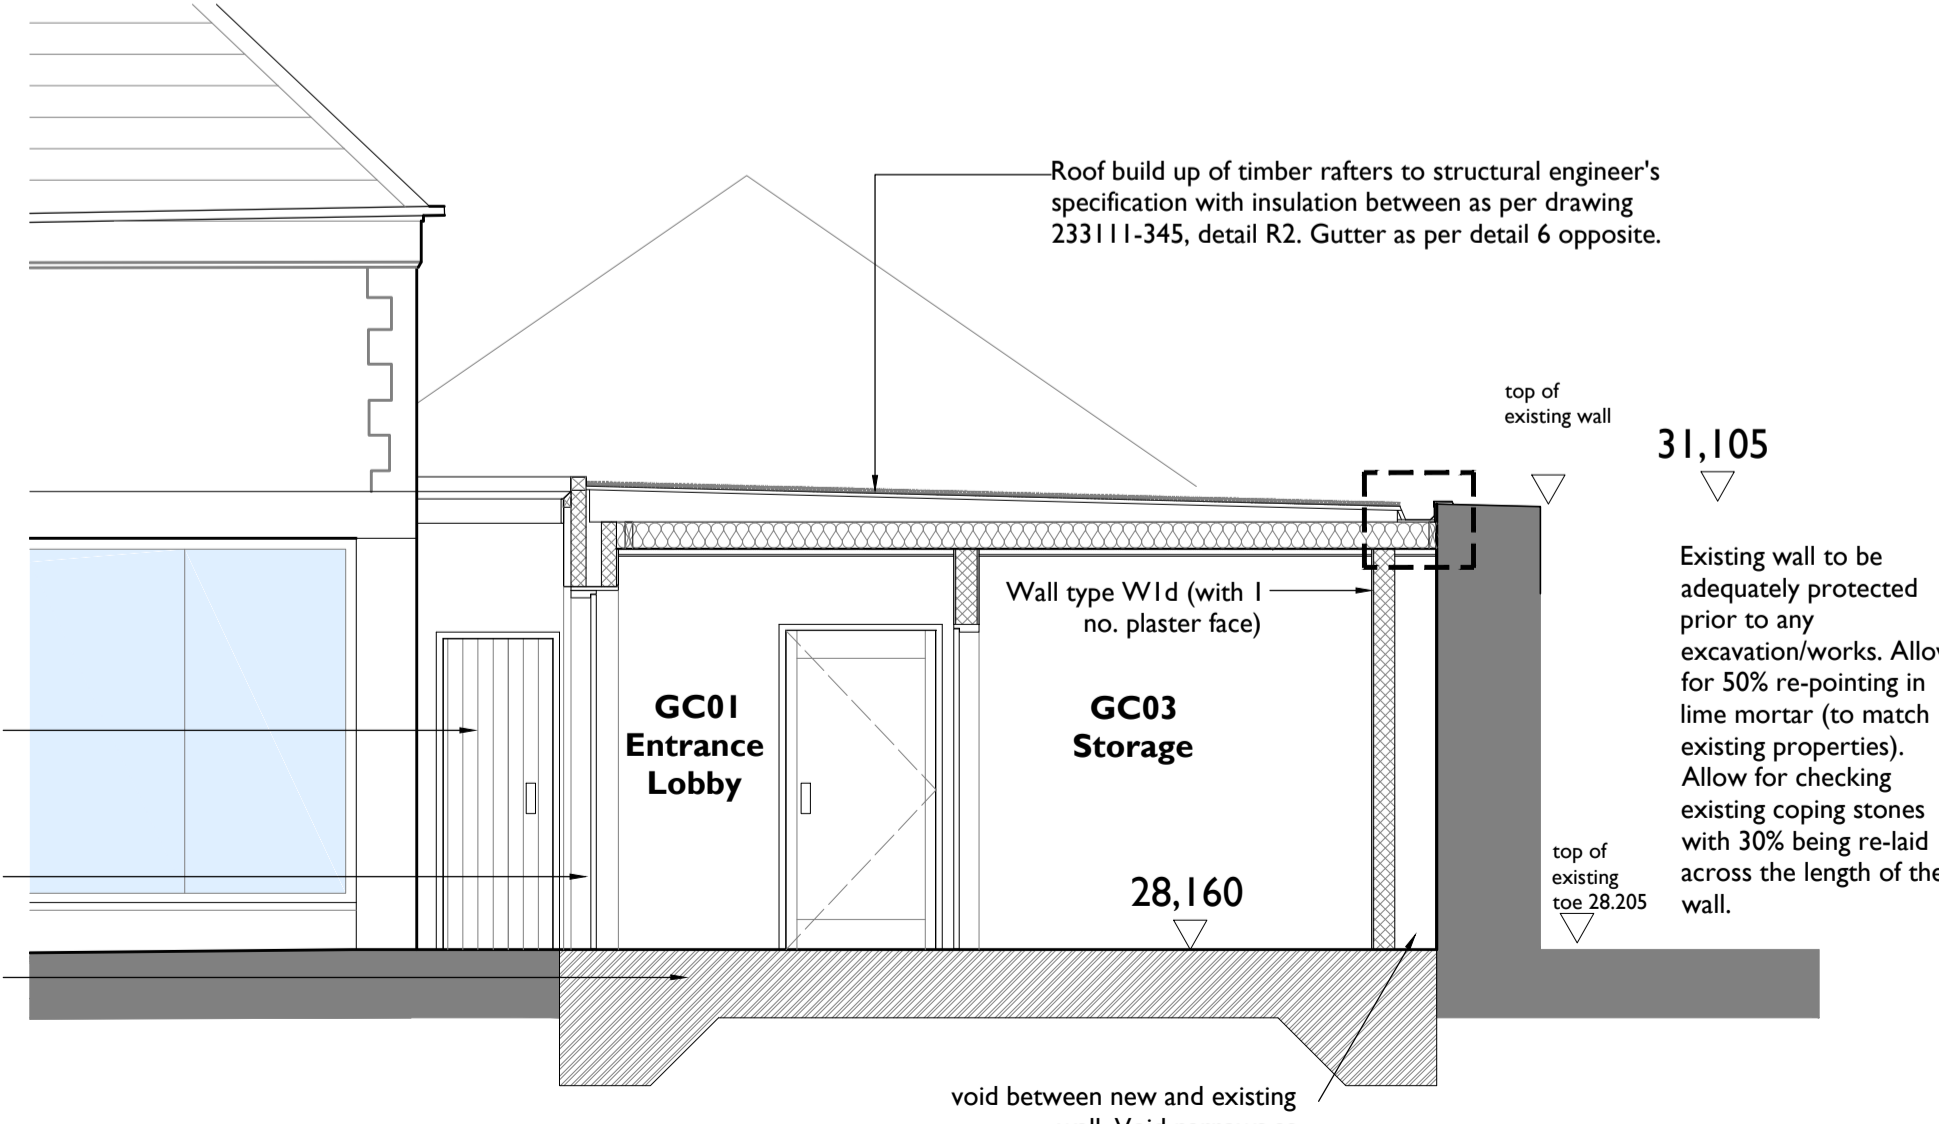 Roof build up of timber rafters to structural engineer's
specification with insulation between as per drawing
233111-345, detail R2. Gutter as per detail 6 opposite.
top of
existing wall
31,105
Existing wall to be
adequately protected
prior to any
excavation/works. Allow
for 50% re-pointing in
lime mortar (to match
existing properties).
Allow for checking
existing coping stones
with 30% being re-laid
across the length of the
wall.
Wall type W1d (with 1
no. plaster face)
GC01
Entrance
Lobby
GC03
Storage
28,160
top of
existing
toe 28.205
void between new and existing